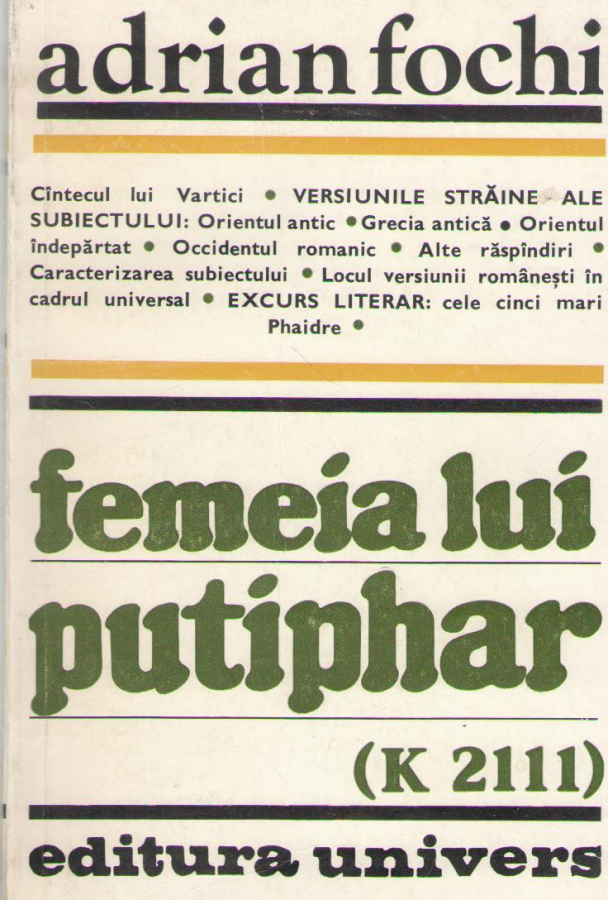 adrian fochi
Cîntecul lui Vartici • VERSIUNILE STRĂINE ALE
SUBIECTULUI: Orientul antic • Grecia antică • Orientul
îndepărtat • Occidentul romanic • Alte răspîndiri •
Caracterizarea subiectului • Locul versiunii românești în
cadrul universal • EXCURS LITERAR: cele cinci mari
Phaidre •
femeia lui
putiphar
(K 2111)
editura univers